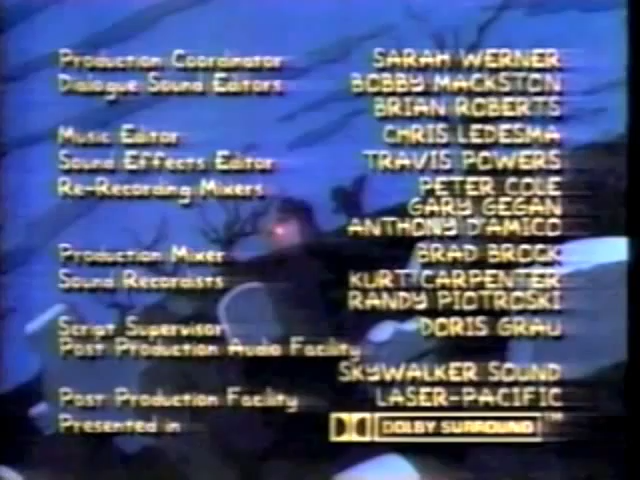 Production Coordinator SARAH WERNER
Dialogue Sound Editors BOBBY MACKSTON
BRIAN ROBERTS
Music Editor CHRIS LEDESMA
Sound Effects Editor TRAVIS POWERS
Re-Recording Mixers PETER COLE
GARY GEGAN
ANTHONY D'AMICO
Production Mixer BRAD BROCK
Sound Recordists KURT CARPENTER
RANDY PIOTROSKI
Script Supervisor DORIS GRAU
Post Production Audio Facility
SKYWALKER SOUND
Post Production Facility LASER-PACIFIC
Presented in DOLBY SURROUND™